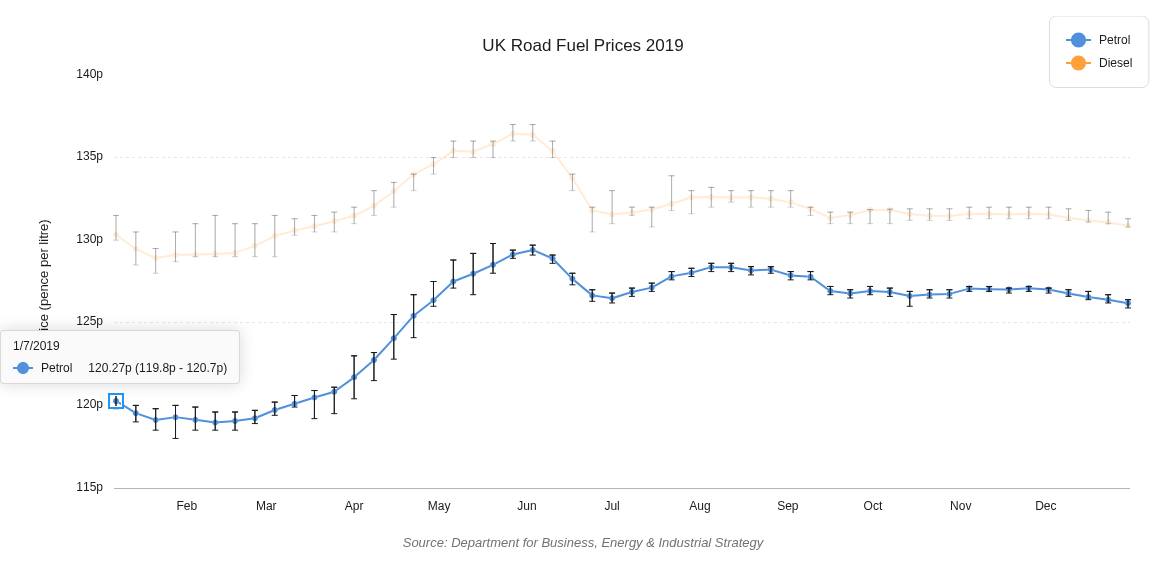 UK Road Fuel Prices 2019
Petrol
Diesel
140p
135p
130p
125p
120p
115p
(pence per litre)
1/7/2019
Petrol 120.27p (119.8p - 120.7p)
Feb Mar Apr May Jun Jul Aug Sep Oct Nov Dec
Source: Department for Business, Energy & Industrial Strategy